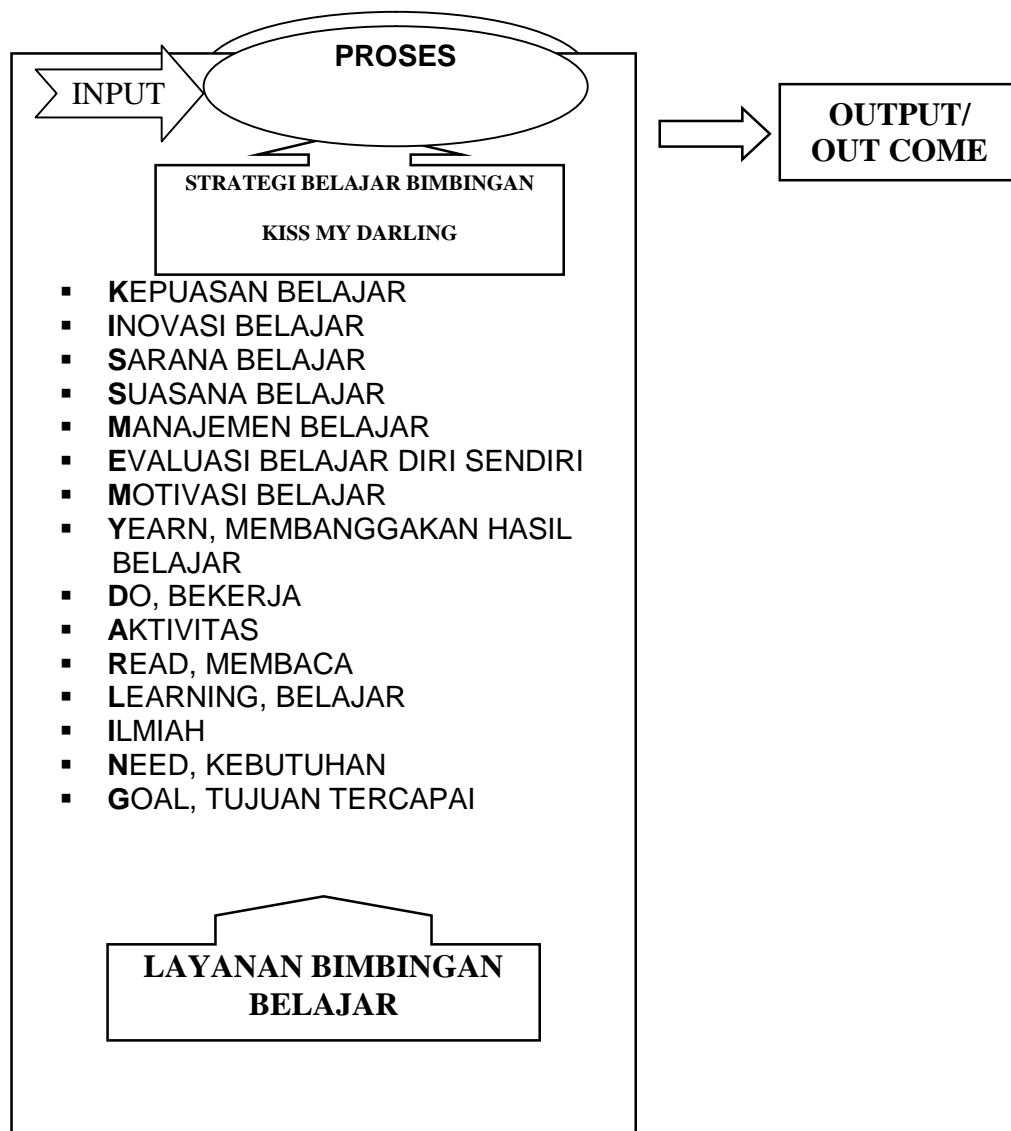 PROSES
INPUT
OUTPUT/
OUT COME
STRATEGI BELAJAR BIMBINGAN
KISS MY DARLING
▪ KEPUASAN BELAJAR
▪ INOVASI BELAJAR
▪ SARANA BELAJAR
▪ SUASANA BELAJAR
▪ MANAJEMEN BELAJAR
▪ EVALUASI BELAJAR DIRI SENDIRI
▪ MOTIVASI BELAJAR
▪ YEARN, MEMBANGGAKAN HASIL
BELAJAR
▪ DO, BEKERJA
▪ AKTIVITAS
▪ READ, MEMBACA
▪ LEARNING, BELAJAR
▪ ILMIAH
▪ NEED, KEBUTUHAN
▪ GOAL, TUJUAN TERCAPAI
LAYANAN BIMBINGAN
BELAJAR